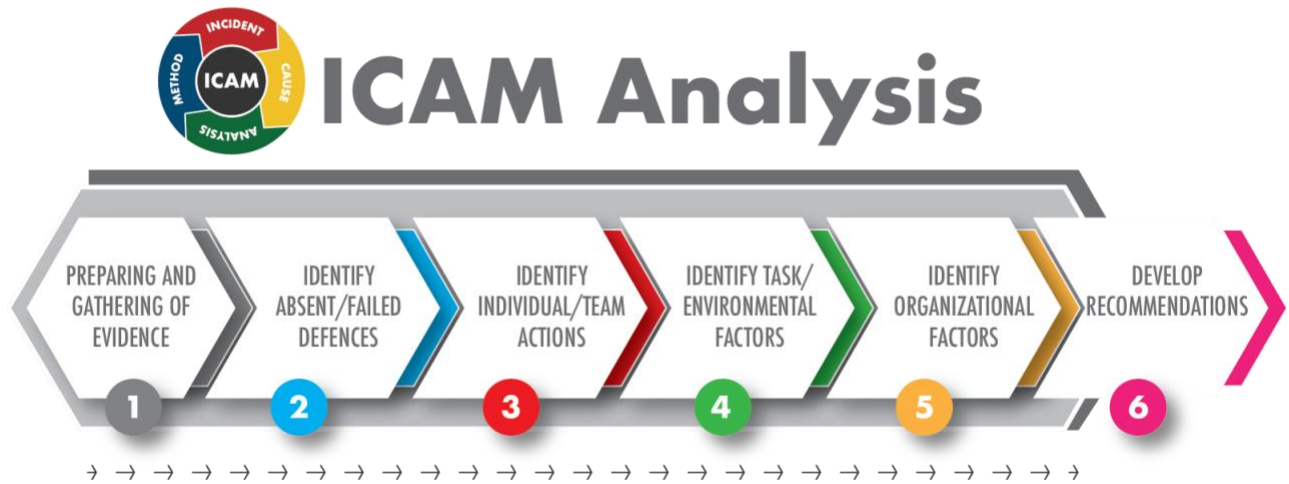 INCIDENT
CAUSE
ANALYSIS
METHOD
ICAM
ICAM Analysis
PREPARING AND
GATHERING OF
EVIDENCE
1
IDENTIFY
ABSENT/FAILED
DEFENCES
2
IDENTIFY
INDIVIDUAL/TEAM
ACTIONS
3
IDENTIFY TASK/
ENVIRONMENTAL
FACTORS
4
IDENTIFY
ORGANIZATIONAL
FACTORS
5
DEVELOP
RECOMMENDATIONS
6